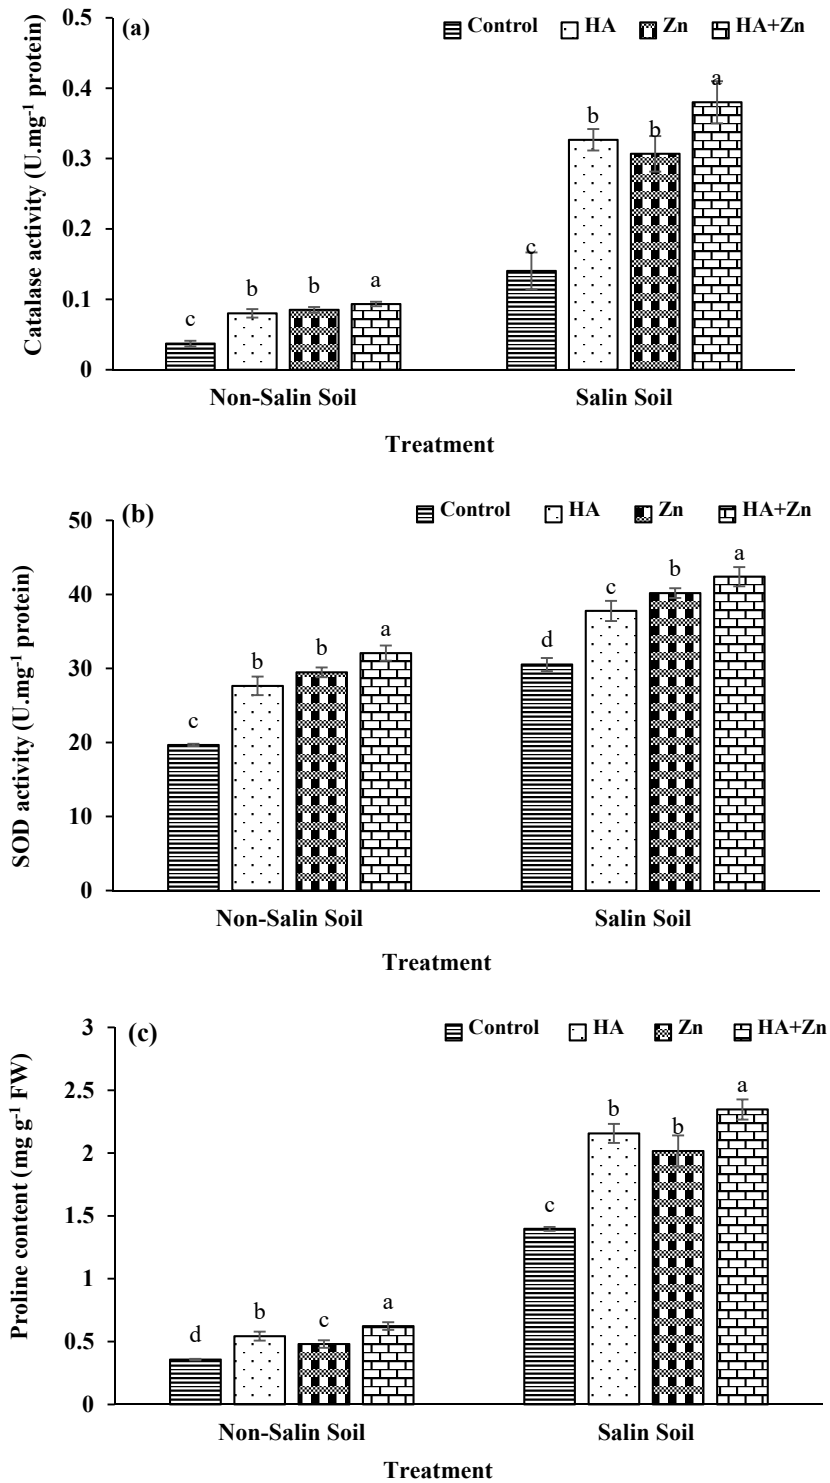 (a)
Control HA Zn HA+Zn
Catalase activity (U.mg-1 protein)
0.5
0.4
0.3
0.2
0.1
0
c b b a
c b b a
Non-Salin Soil Salin Soil
Treatment
(b)
Control HA Zn HA+Zn
SOD activity (U.mg-1 protein)
50
40
30
20
10
0
c b b a
d c b a
Non-Salin Soil Salin Soil
Treatment
(c)
Control HA Zn HA+Zn
Proline content (mg g-1 FW)
3
2.5
2
1.5
1
0.5
0
d b c a
c b b a
Non-Salin Soil Salin Soil
Treatment